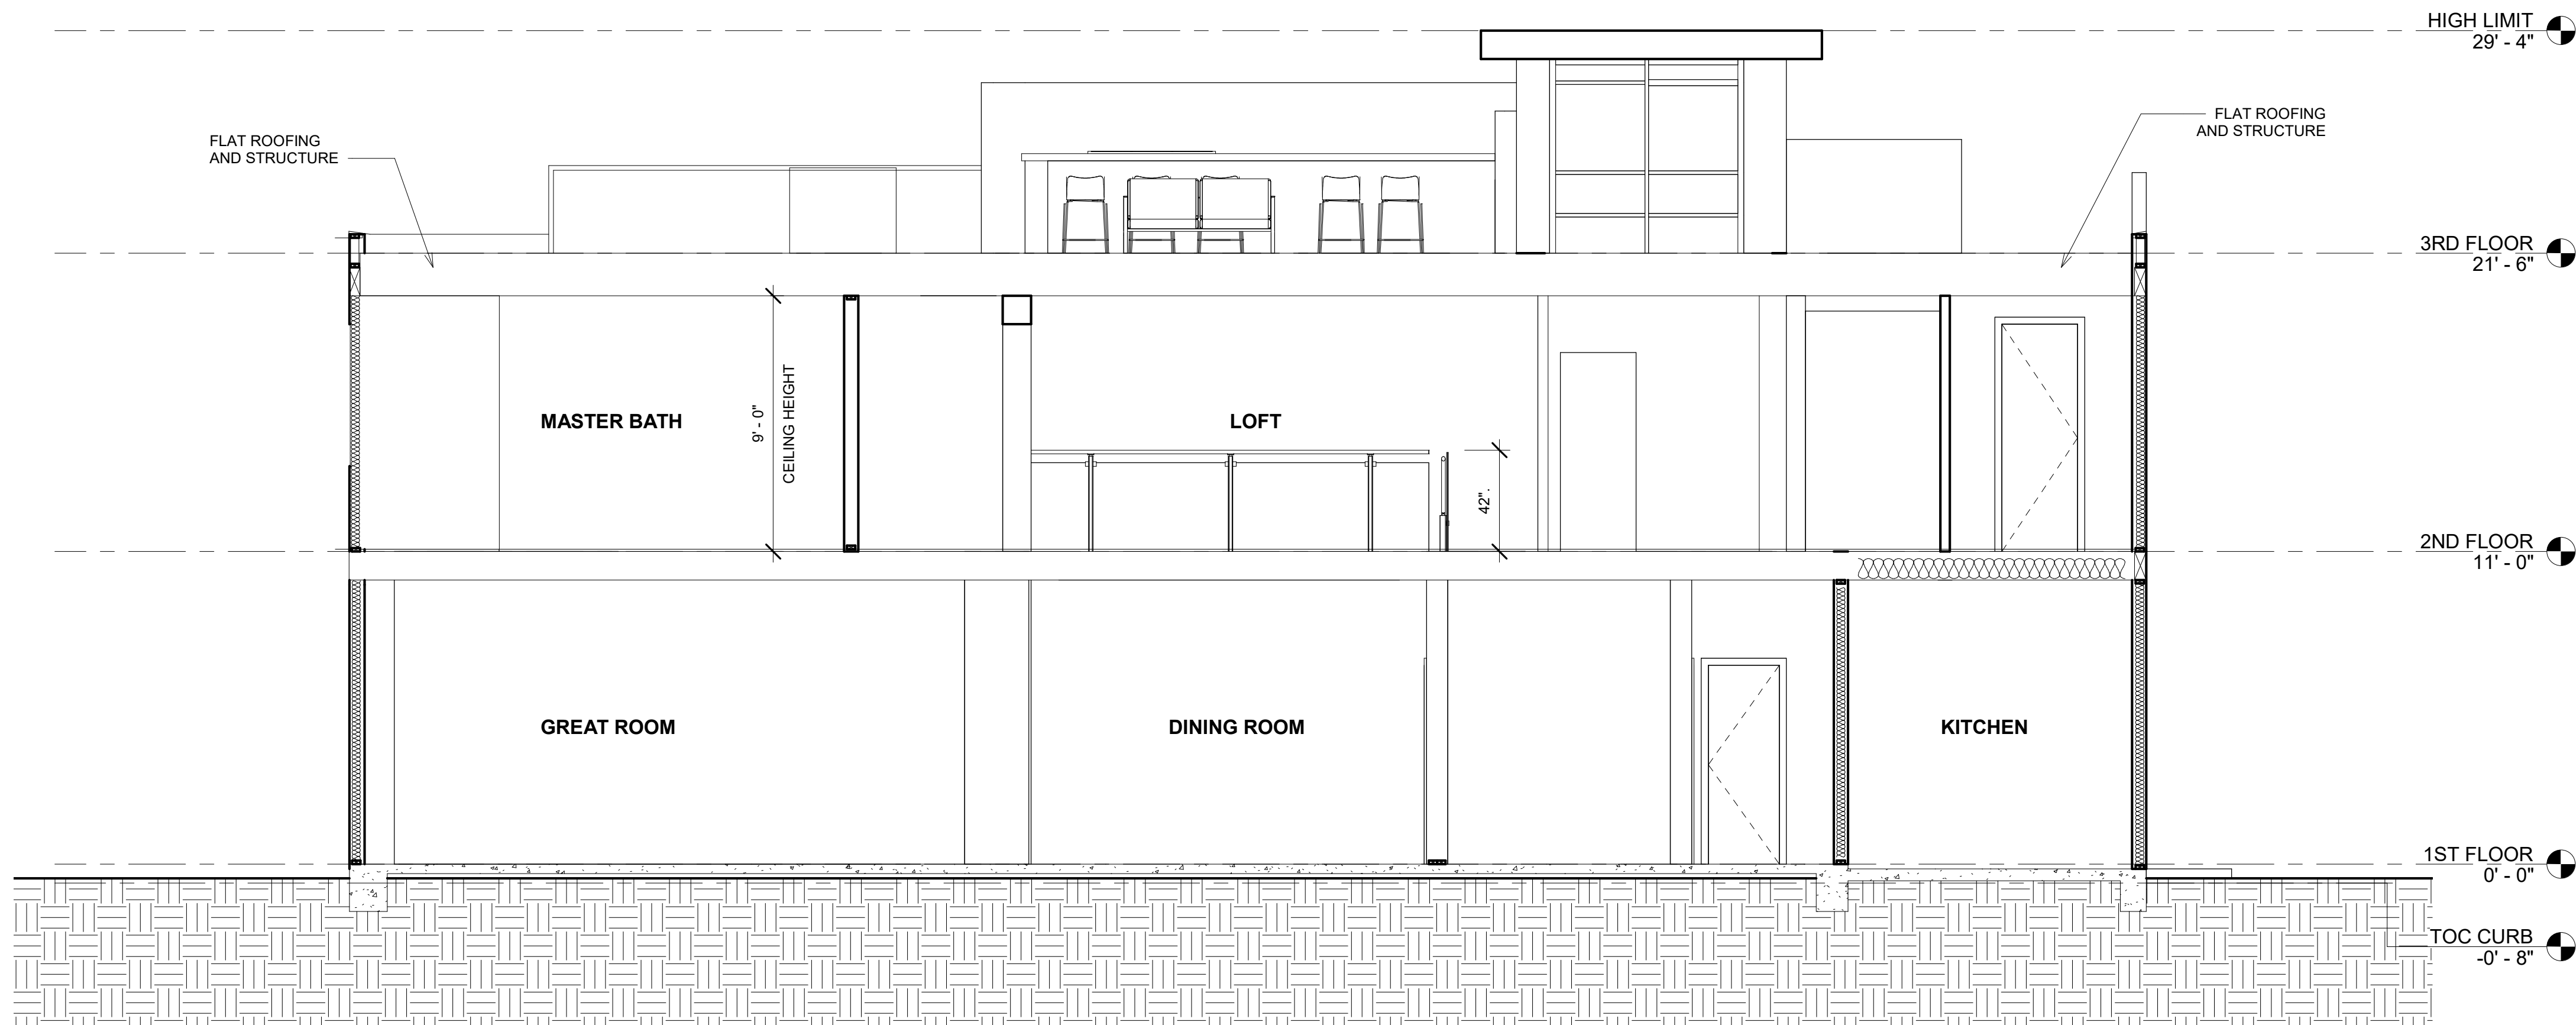 HIGH LIMIT
29' - 4"
FLAT ROOFING
AND STRUCTURE
FLAT ROOFING
AND STRUCTURE
3RD FLOOR
21' - 6"
MASTER BATH
9' - 0"
CEILING HEIGHT
LOFT
42".
2ND FLOOR
11' - 0"
GREAT ROOM
DINING ROOM
KITCHEN
1ST FLOOR
0' - 0"
TOC CURB
-0' - 8"